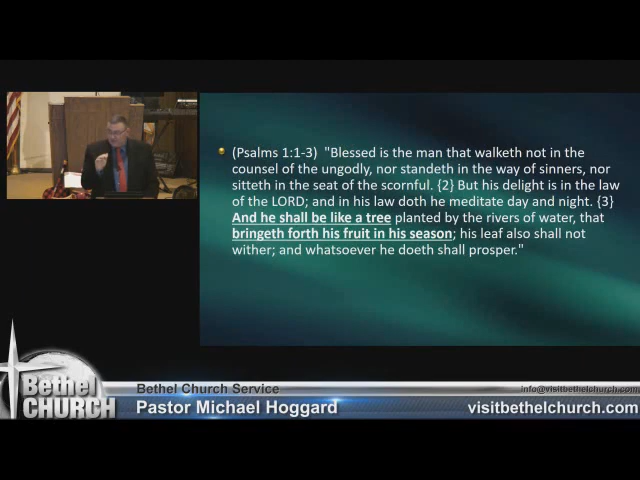 (Psalms 1:1-3) "Blessed is the man that walketh not in the
counsel of the ungodly, nor standeth in the way of sinners, nor
sitteth in the seat of the scornful. {2} But his delight is in the law
of the LORD; and in his law doth he meditate day and night. {3}
And he shall be like a tree planted by the rivers of water, that
bringeth forth his fruit in his season; his leaf also shall not
wither; and whatsoever he doeth shall prosper."
Bethel
CHURCH
Bethel Church Service
info@visitbethelchurch.com
Pastor Michael Hoggard
visitbethelchurch.com